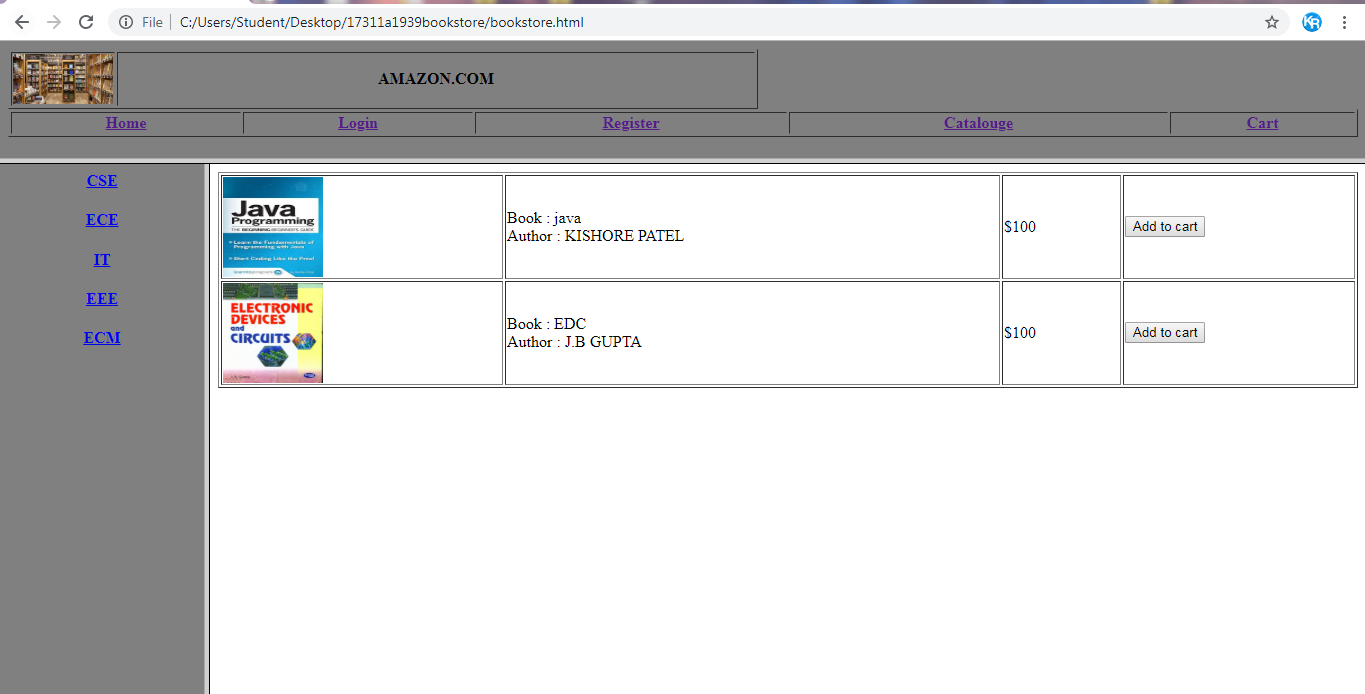 File | C:/Users/Student/Desktop/17311a1939bookstore/bookstore.html
KR
AMAZON.COM
Home Login Register Catalouge Cart
CSE
ECE
IT
EEE
ECM
Java
Programming
THE BEGINNING BEGINNERS GUIDE
Learn the Fundamentals of
Programming with Java
Start Coding Like the Pros!
Book : java
Author : KISHORE PATEL
$100
Add to cart
ELECTRONIC
DEVICES
and
CIRCUITS
Book : EDC
Author : J.B GUPTA
$100
Add to cart